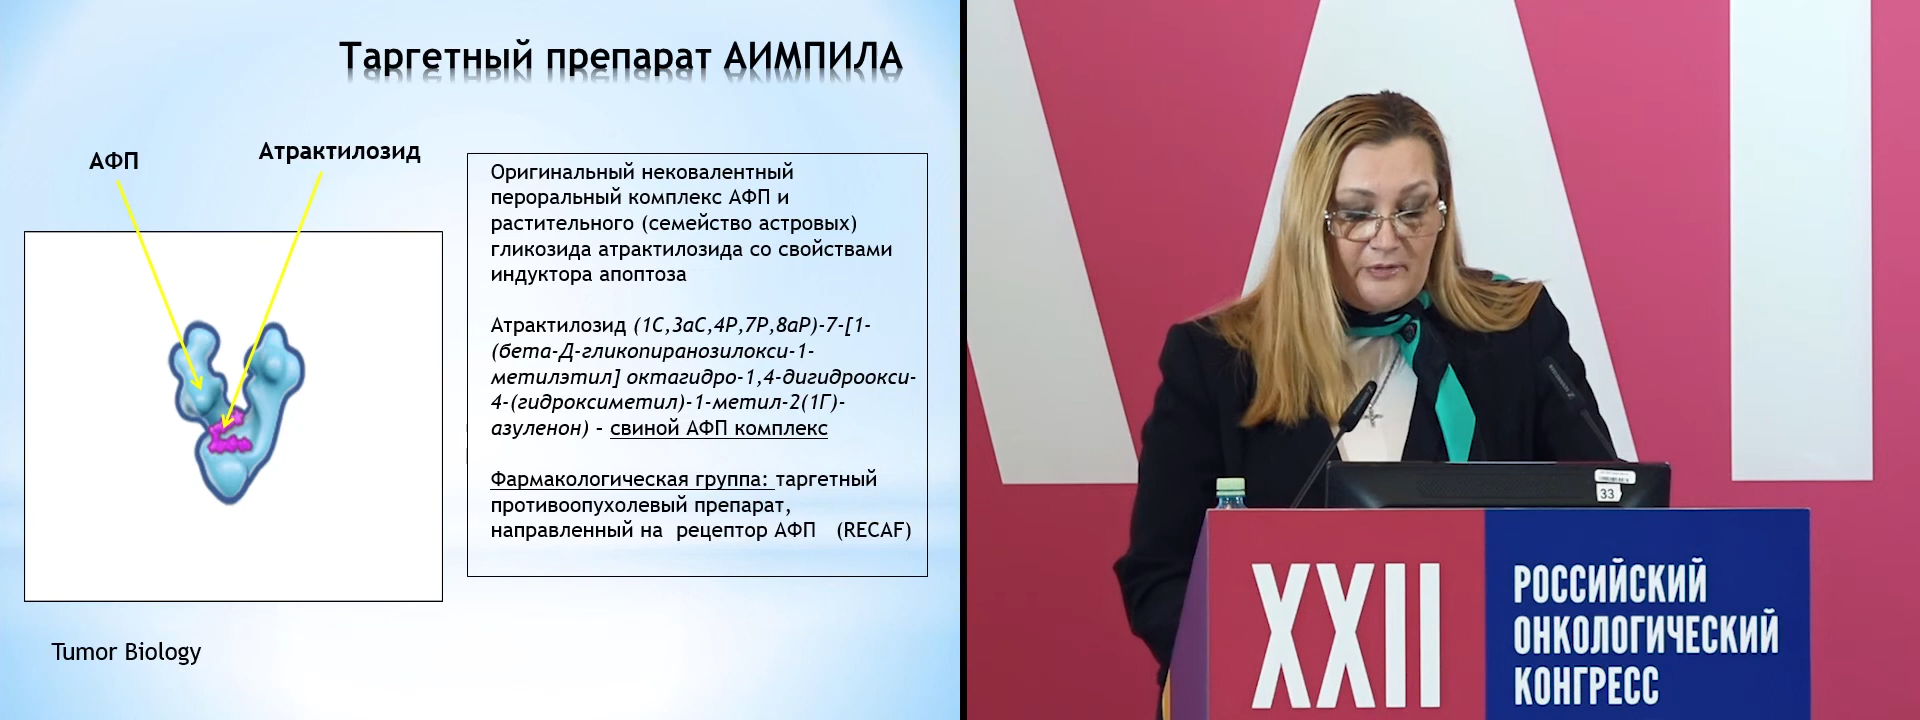 Таргетный препарат АИМПИЛА
АФП
Атрактилозид
Оригинальный нековалентный
пероральный комплекс АФП и
растительного (семейство астровых)
гликозида атрактилозида со свойствами
индуктора апоптоза
Атрактилозид (1С,3аС,4Р,7Р,8аР)-7-[1-
(бета-Д-гликопиранозилокси-1-
метилэтил] октагидро-1,4-дигидроокси-
4-(гидроксиметил)-1-метил-2(1Г)-
азуленон) – свиной АФП комплекс
Фармакологическая группа: таргетный
противоопухолевый препарат,
направленный на рецептор АФП (RECAF)
Tumor Biology
33
XXII
РОССИЙСКИЙ
ОНКОЛОГИЧЕСКИЙ
КОНГРЕСС